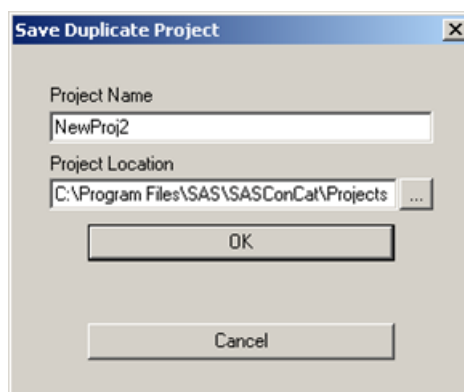 Save Duplicate Project
Project Name
NewProj2
Project Location
C:\Program Files\SAS\SASConCat\Projects
...
OK
Cancel